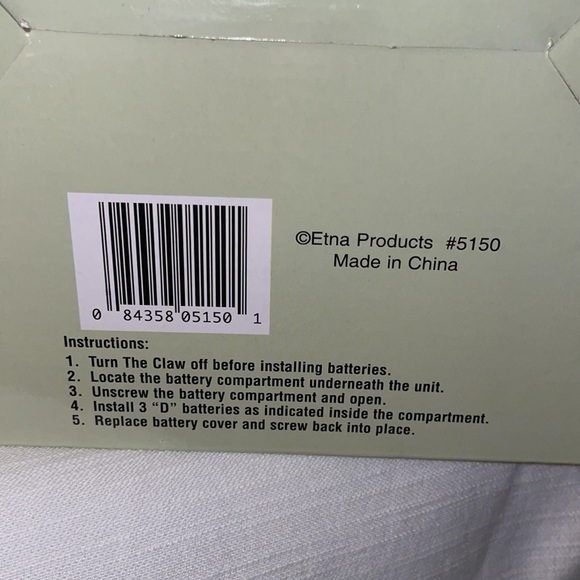 ©Etna Products #5150
Made in China
0 84358 05150 1
Instructions:
1. Turn The Claw off before installing batteries.
2. Locate the battery compartment underneath the unit.
3. Unscrew the battery compartment and open.
4. Install 3 “D” batteries as indicated inside the compartment.
5. Replace battery cover and screw back into place.